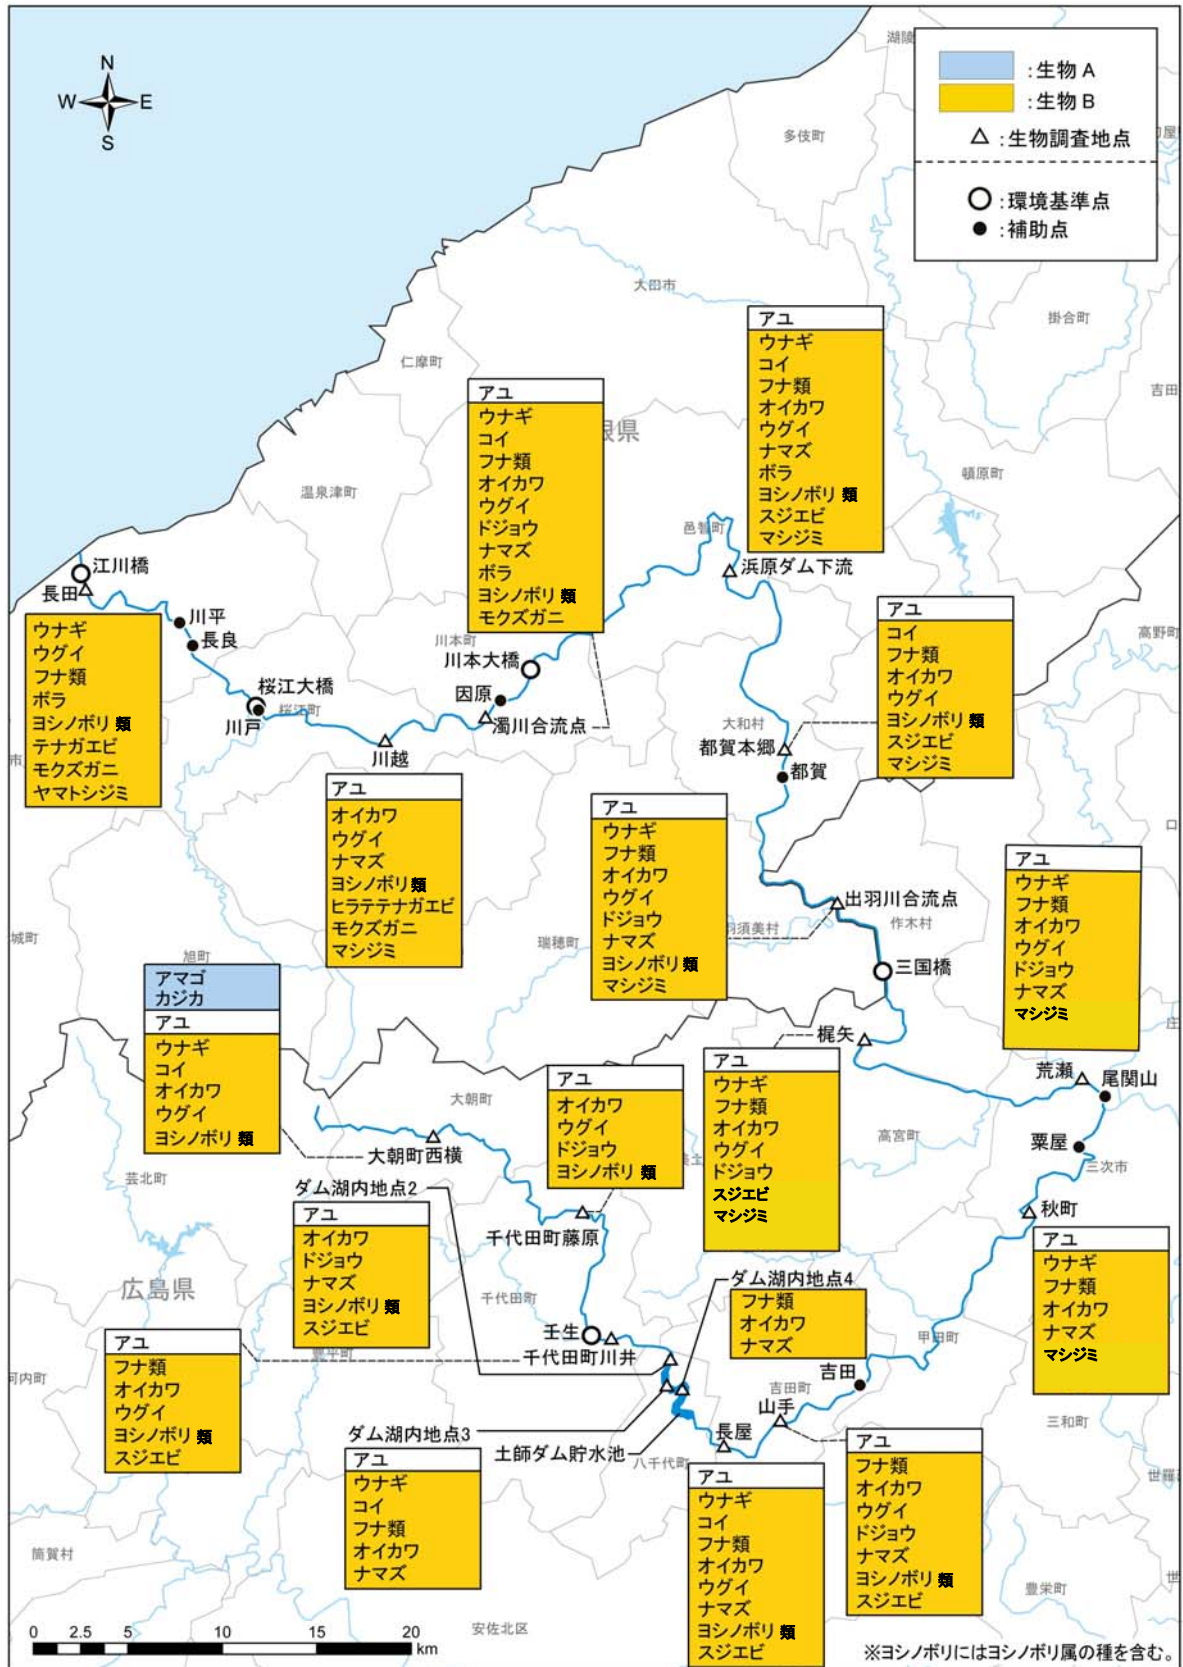 N
W E
S
：生物 A
：生物 B
△：生物調査地点
○：環境基準点
●：補助点
湖陵
多伎町
大田市
掛合町
仁摩町
吉田
頓原町
温泉津町
邑智町
高野町
川本町
桜江町
大和村
作木村
羽須美村
瑞穂町
旭町
大朝町
芸北町
高宮町
三次市
広島県
千代田町
甲田町
吉田町
三和町
八千代町
河内町
筒賀村
安佐北区
豊栄町
江川橋
長田
ウナギ
ウグイ
フナ類
ボラ
ヨシノボリ 類
テナガエビ
モクズガニ
ヤマトシジミ
川平
長良
桜江大橋
川戸
川越
アユ
オイカワ
ウグイ
ナマズ
ヨシノボリ 類
ヒラテテナガエビ
モクズガニ
マシジミ
川本大橋
因原
濁川合流点
アユ
ウナギ
コイ
フナ類
オイカワ
ウグイ
ドジョウ
ナマズ
ボラ
ヨシノボリ 類
モクズガニ
浜原ダム下流
アユ
ウナギ
コイ
フナ類
オイカワ
ウグイ
ナマズ
ボラ
ヨシノボリ 類
スジエビ
マシジミ
都賀本郷
都賀
アユ
コイ
フナ類
オイカワ
ウグイ
ヨシノボリ 類
スジエビ
マシジミ
出羽川合流点
アユ
ウナギ
フナ類
オイカワ
ウグイ
ドジョウ
ナマズ
ヨシノボリ 類
マシジミ
三国橋
梶矢
アユ
ウナギ
フナ類
オイカワ
ウグイ
ドジョウ
スジエビ
マシジミ
荒瀬
尾関山
アユ
ウナギ
フナ類
オイカワ
ウグイ
ドジョウ
ナマズ
マシジミ
粟屋
秋町
アユ
ウナギ
フナ類
オイカワ
ナマズ
マシジミ
大朝町西横
アマゴ
カジカ
アユ
ウナギ
コイ
オイカワ
ウグイ
ヨシノボリ 類
千代田町藤原
アユ
オイカワ
ウグイ
ドジョウ
ヨシノボリ 類
ダム湖内地点2
アユ
オイカワ
ドジョウ
ナマズ
ヨシノボリ 類
スジエビ
壬生
千代田町川井
アユ
フナ類
オイカワ
ウグイ
ヨシノボリ 類
スジエビ
ダム湖内地点4
フナ類
オイカワ
ナマズ
ダム湖内地点3
アユ
ウナギ
コイ
フナ類
オイカワ
ナマズ
土師ダム貯水池
長屋
アユ
ウナギ
コイ
フナ類
オイカワ
ウグイ
ナマズ
ヨシノボリ 類
スジエビ
吉田
山手
アユ
フナ類
オイカワ
ウグイ
ドジョウ
ナマズ
ヨシノボリ 類
スジエビ
0 2.5 5 10 15 20
km
※ヨシノボリにはヨシノボリ属の種を含む。